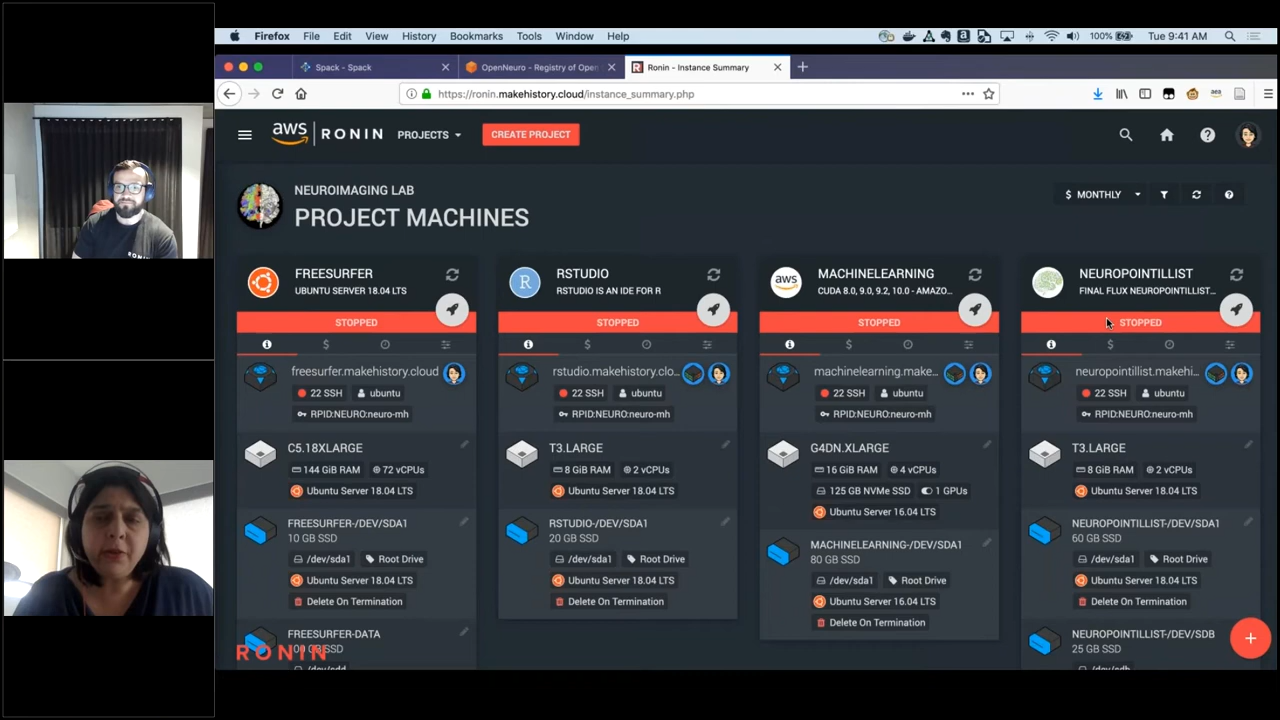 Firefox File Edit View History Bookmarks Tools Window Help 100% Tue 9:41 AM
Spack - Spack OpenNeuro - Registry of Open Ronin - Instance Summary
https://ronin.makehistory.cloud/instance_summary.php
aws RONIN PROJECTS CREATE PROJECT
NEUROIMAGING LAB
PROJECT MACHINES
$ MONTHLY
FREESURFER
UBUNTU SERVER 18.04 LTS
STOPPED
freesurfer.makehistory.cloud
22 SSH ubuntu
RPID:NEURO:neuro-mh
C5.18XLARGE
144 GiB RAM 72 vCPUs
Ubuntu Server 18.04 LTS
FREESURFER-/DEV/SDA1
10 GB SSD
/dev/sda1 Root Drive
Ubuntu Server 18.04 LTS
Delete On Termination
FREESURFER-DATA
RONIN
RSTUDIO
RSTUDIO IS AN IDE FOR R
STOPPED
rstudio.makehistory.clo...
22 SSH ubuntu
RPID:NEURO:neuro-mh
T3.LARGE
8 GiB RAM 2 vCPUs
Ubuntu Server 18.04 LTS
RSTUDIO-/DEV/SDA1
20 GB SSD
/dev/sda1 Root Drive
Ubuntu Server 18.04 LTS
Delete On Termination
aws
MACHINELEARNING
CUDA 8.0, 9.0, 9.2, 10.0 - AMAZO...
STOPPED
machinelearning.make...
22 SSH ubuntu
RPID:NEURO:neuro-mh
G4DN.XLARGE
16 GiB RAM 4 vCPUs
125 GB NVMe SSD 1 GPUs
Ubuntu Server 16.04 LTS
MACHINELEARNING-/DEV/SDA1
80 GB SSD
/dev/sda1 Root Drive
Ubuntu Server 16.04 LTS
Delete On Termination
NEUROPOINTILLIST
FINAL FLUX NEUROPOINTILLIST...
STOPPED
neuropointillist.makehi...
22 SSH ubuntu
RPID:NEURO:neuro-mh
T3.LARGE
8 GiB RAM 2 vCPUs
Ubuntu Server 18.04 LTS
NEUROPOINTILLIST-/DEV/SDA1
60 GB SSD
/dev/sda1 Root Drive
Ubuntu Server 18.04 LTS
Delete On Termination
NEUROPOINTILLIST-/DEV/SDB
25 GB SSD